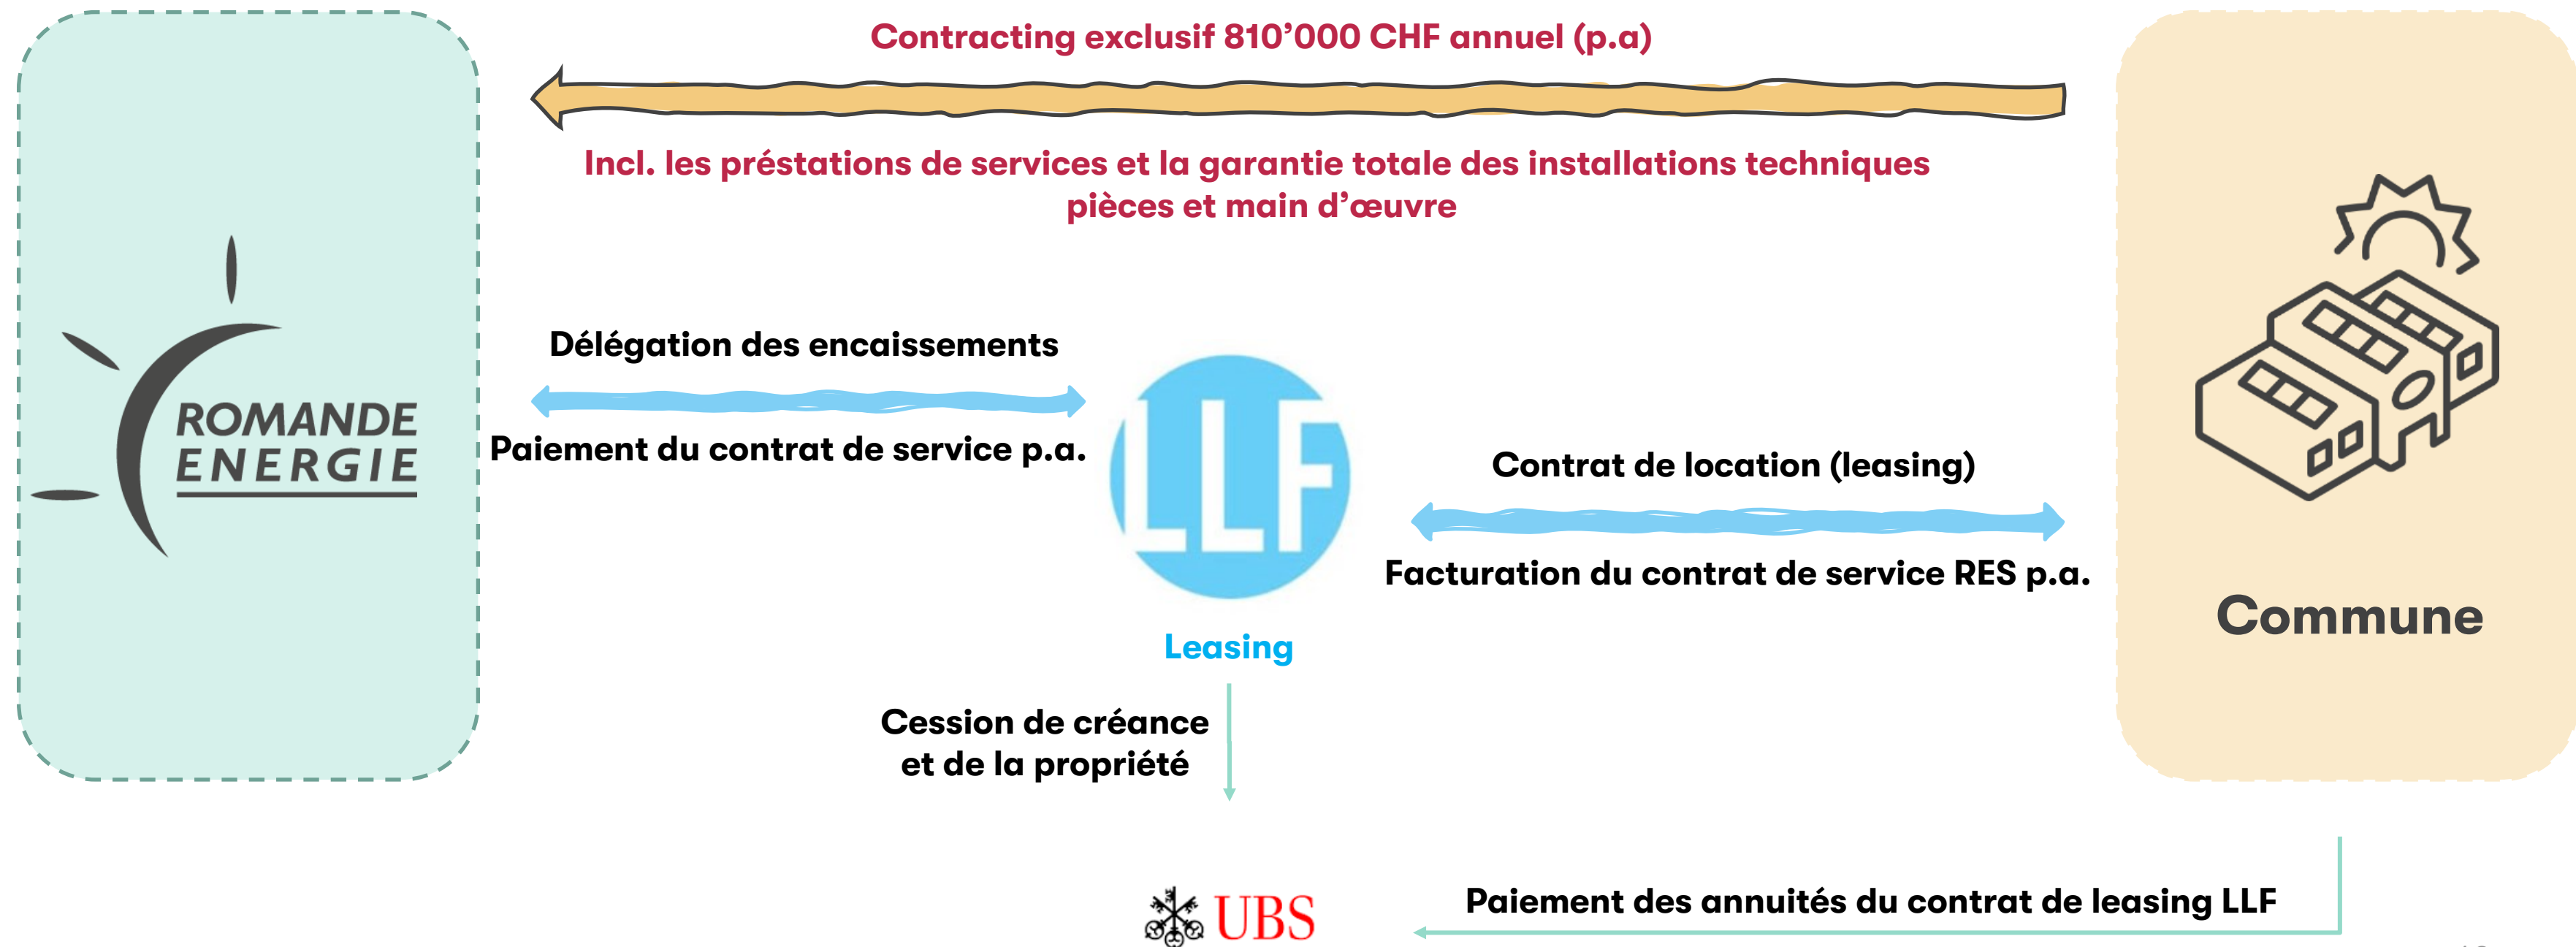 Contracting exclusif 810’000 CHF annuel (p.a)
Incl. les préstations de services et la garantie totale des installations techniques
pièces et main d’œuvre
Délégation des encaissements
ROMANDE
ENERGIE
Paiement du contrat de service p.a.
LLF
Contrat de location (leasing)
Facturation du contrat de service RES p.a.
Commune
Leasing
Cession de créance
et de la propriété
UBS
Paiement des annuités du contrat de leasing LLF